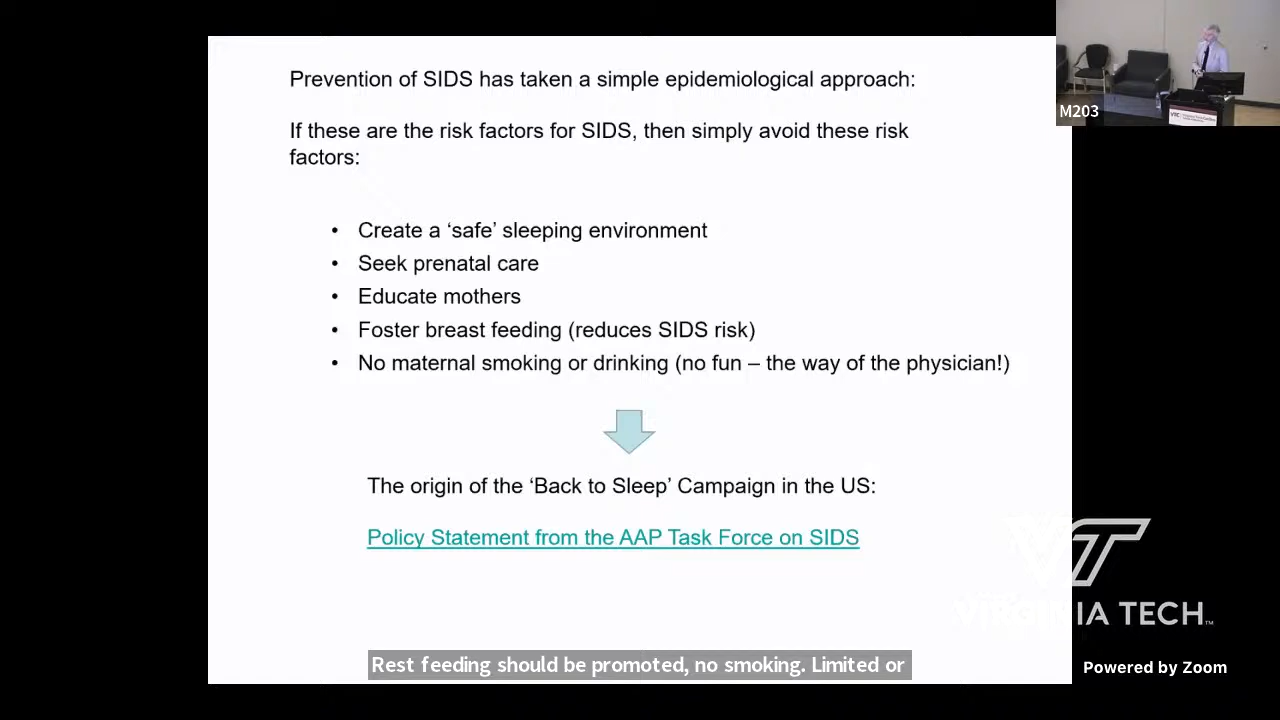 Prevention of SIDS has taken a simple epidemiological approach:
If these are the risk factors for SIDS, then simply avoid these risk
factors:
• Create a ‘safe’ sleeping environment
• Seek prenatal care
• Educate mothers
• Foster breast feeding (reduces SIDS risk)
• No maternal smoking or drinking (no fun – the way of the physician!)
The origin of the ‘Back to Sleep’ Campaign in the US:
Policy Statement from the AAP Task Force on SIDS
Rest feeding should be promoted, no smoking. Limited or
M203
VTC
VT
VIRGINIA TECH™
Powered by Zoom